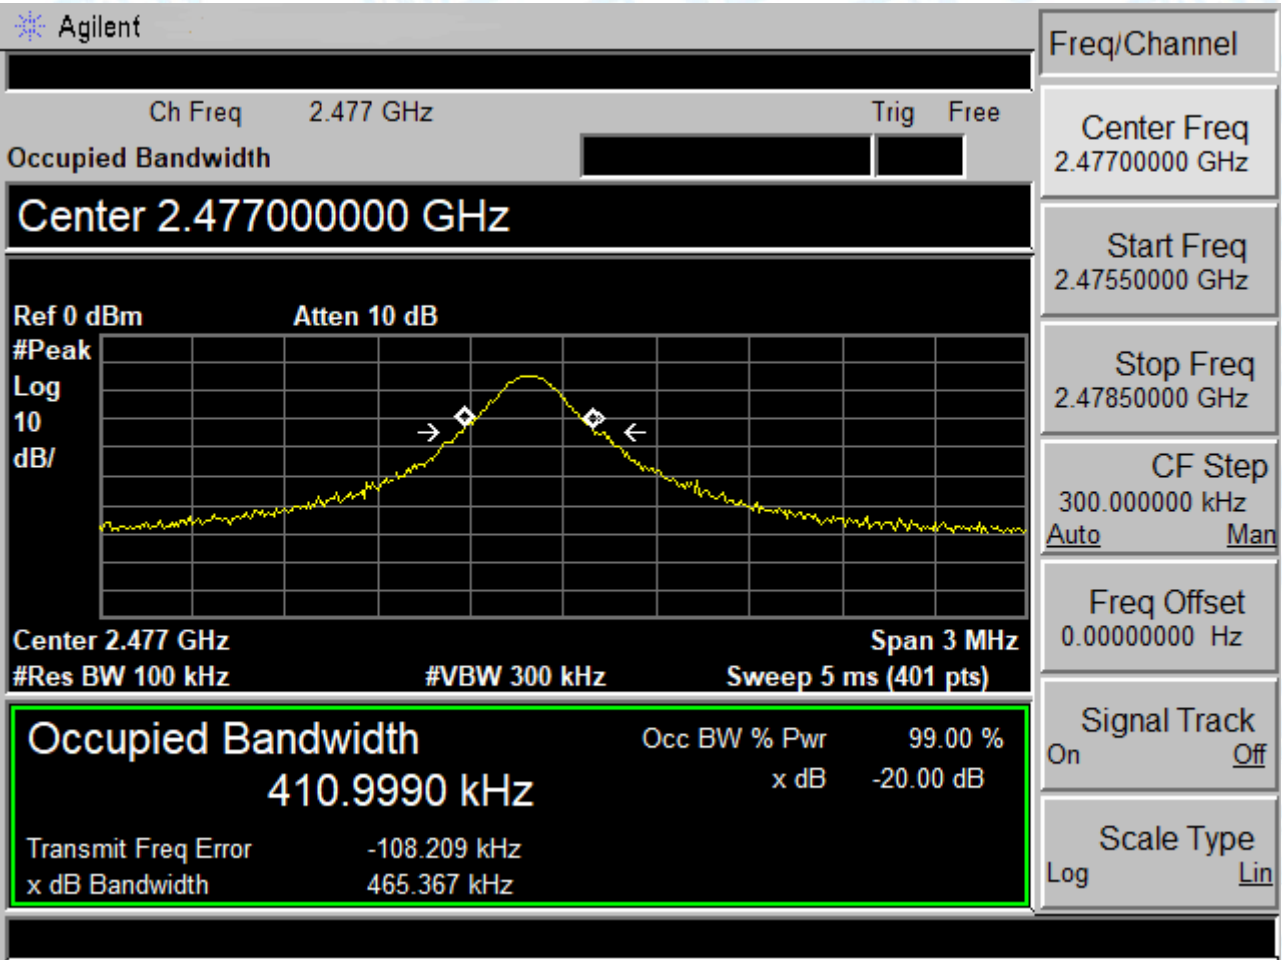 Agilent
Freq/Channel
Ch Freq 2.477 GHz Trig Free
Occupied Bandwidth
Center 2.477000000 GHz
Ref 0 dBm Atten 10 dB
#Peak
Log
10
dB/
Center 2.477 GHz Span 3 MHz
#Res BW 100 kHz #VBW 300 kHz Sweep 5 ms (401 pts)
Occupied Bandwidth Occ BW % Pwr 99.00 %
410.9990 kHz x dB -20.00 dB
Transmit Freq Error -108.209 kHz
x dB Bandwidth 465.367 kHz
Center Freq
2.47700000 GHz
Start Freq
2.47550000 GHz
Stop Freq
2.47850000 GHz
CF Step
300.000000 kHz
Auto Man
Freq Offset
0.00000000 Hz
Signal Track
On Off
Scale Type
Log Lin